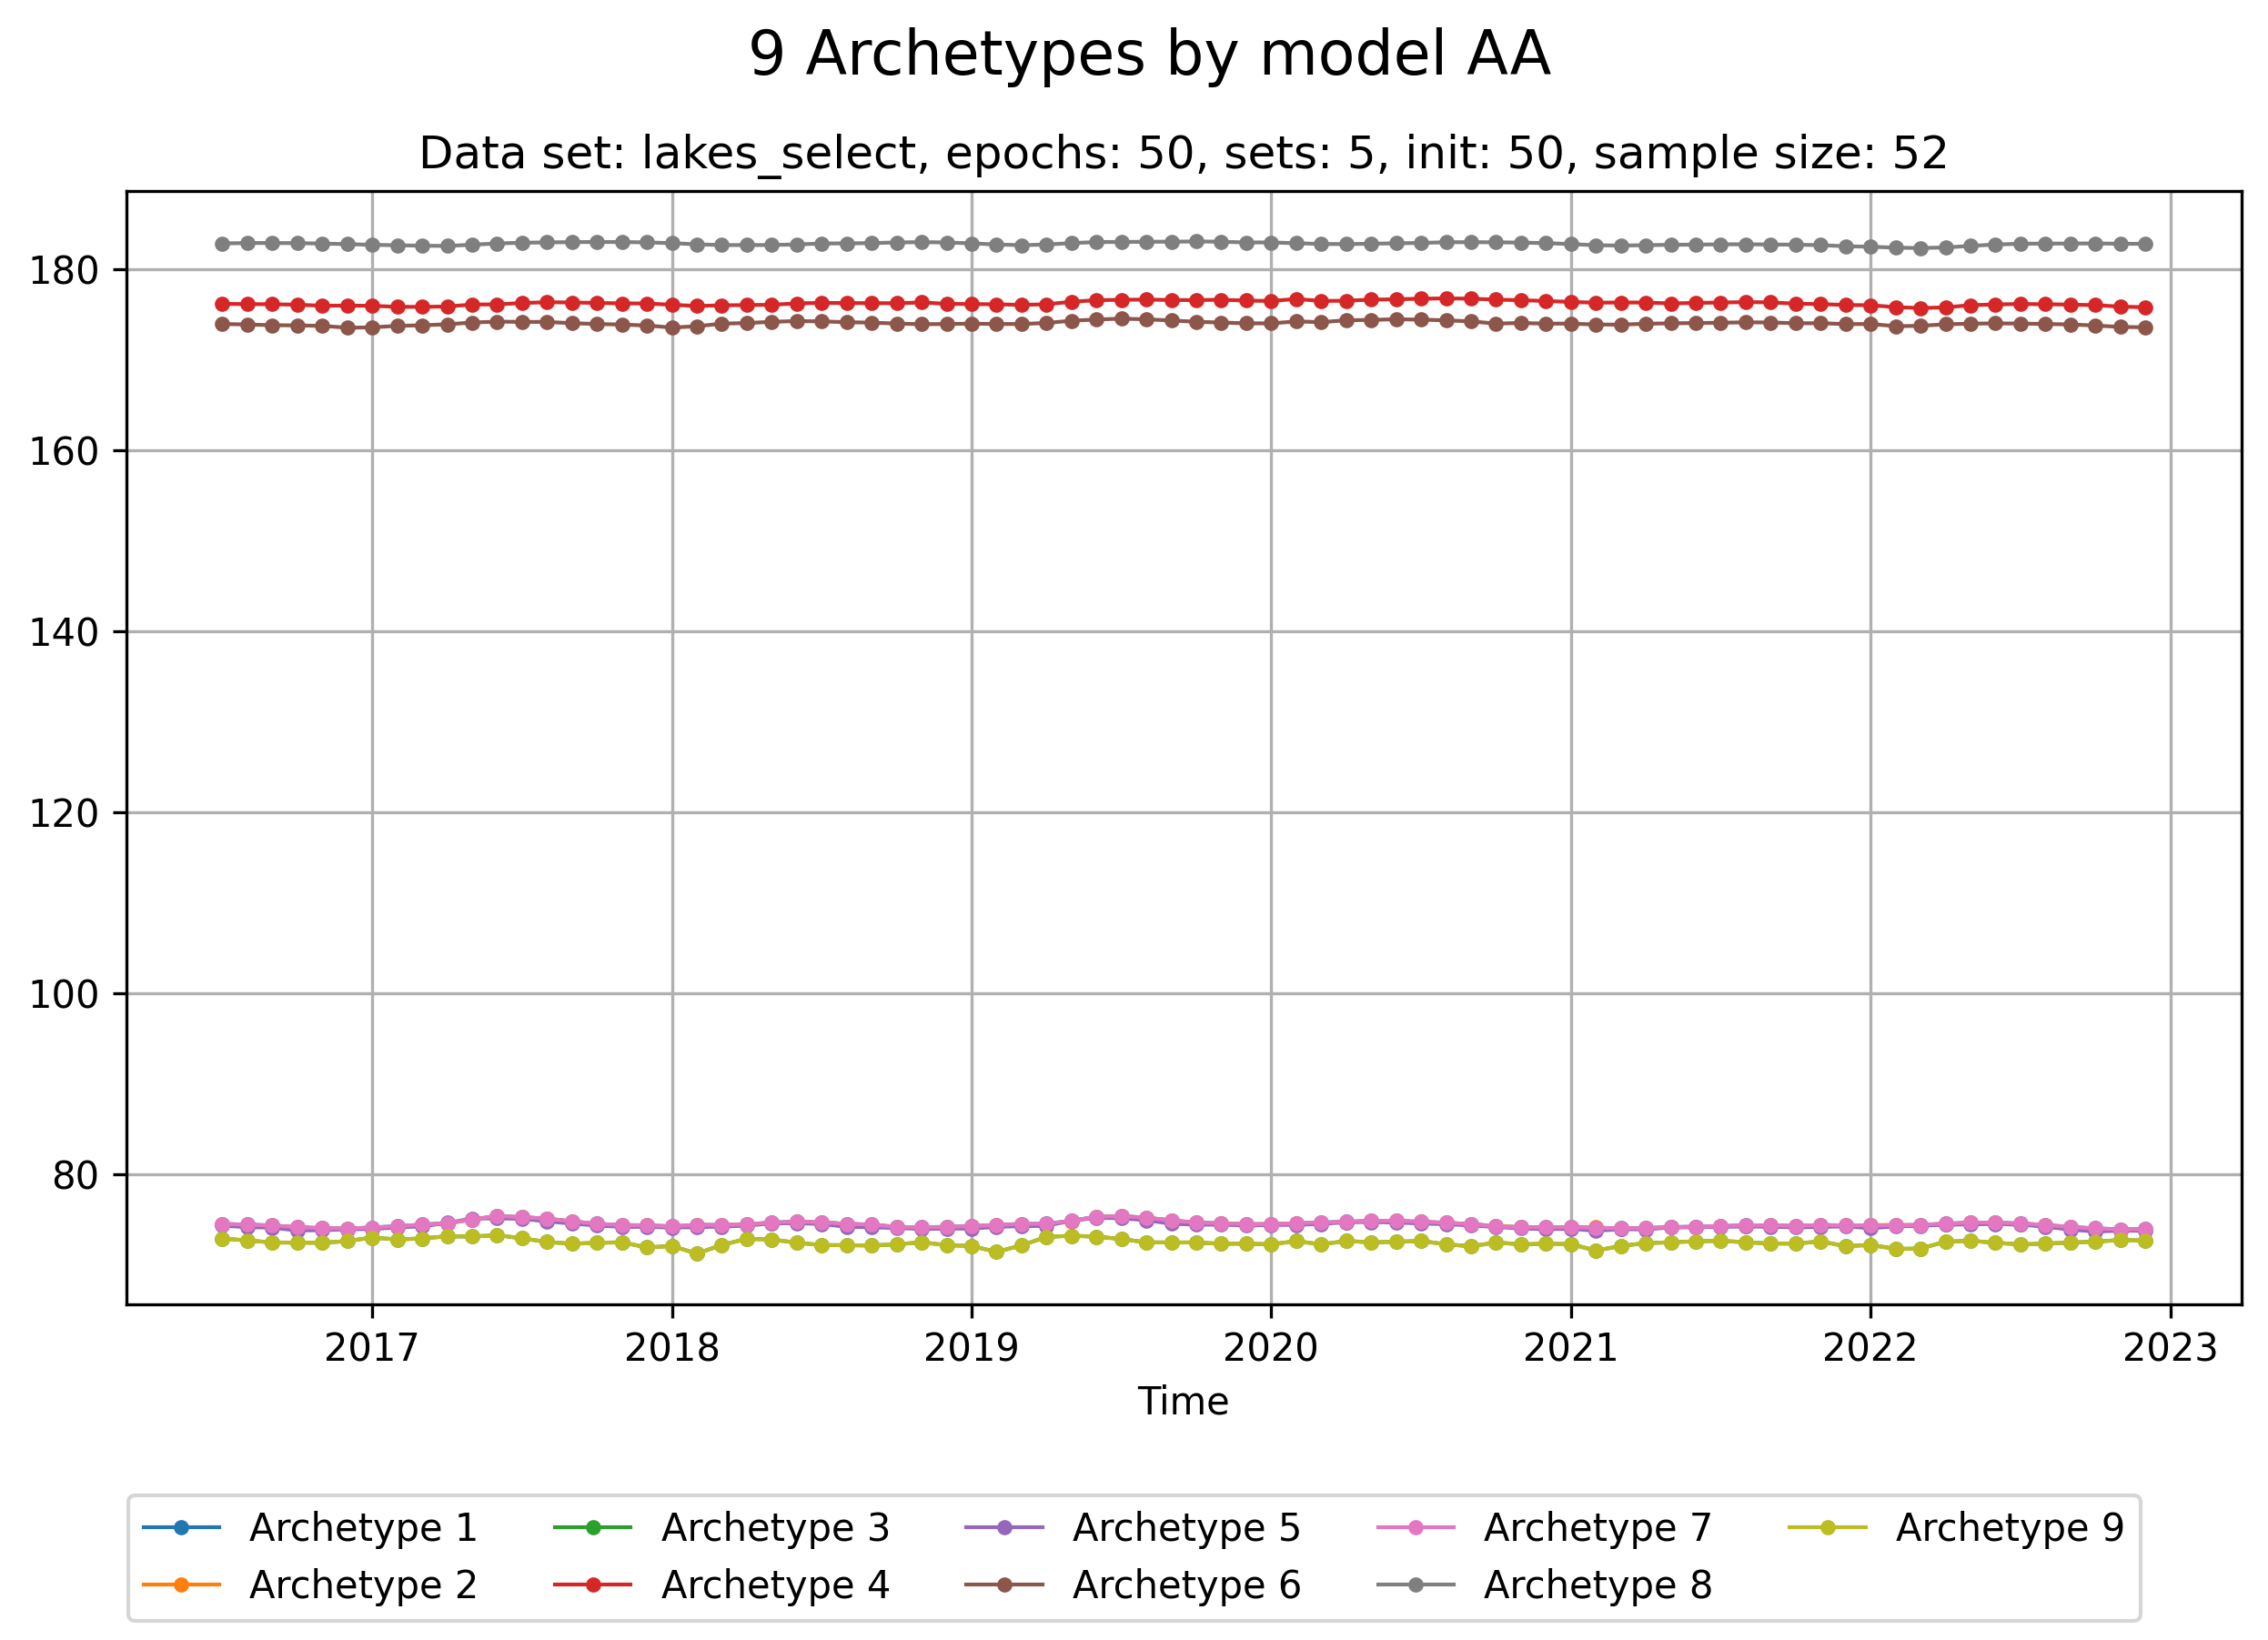 9 Archetypes by model AA
Data set: lakes_select, epochs: 50, sets: 5, init: 50, sample size: 52
180
160
140
120
100
80
2017 2018 2019 2020 2021 2022 2023
Time
Archetype 1 Archetype 3 Archetype 5 Archetype 7 Archetype 9
Archetype 2 Archetype 4 Archetype 6 Archetype 8